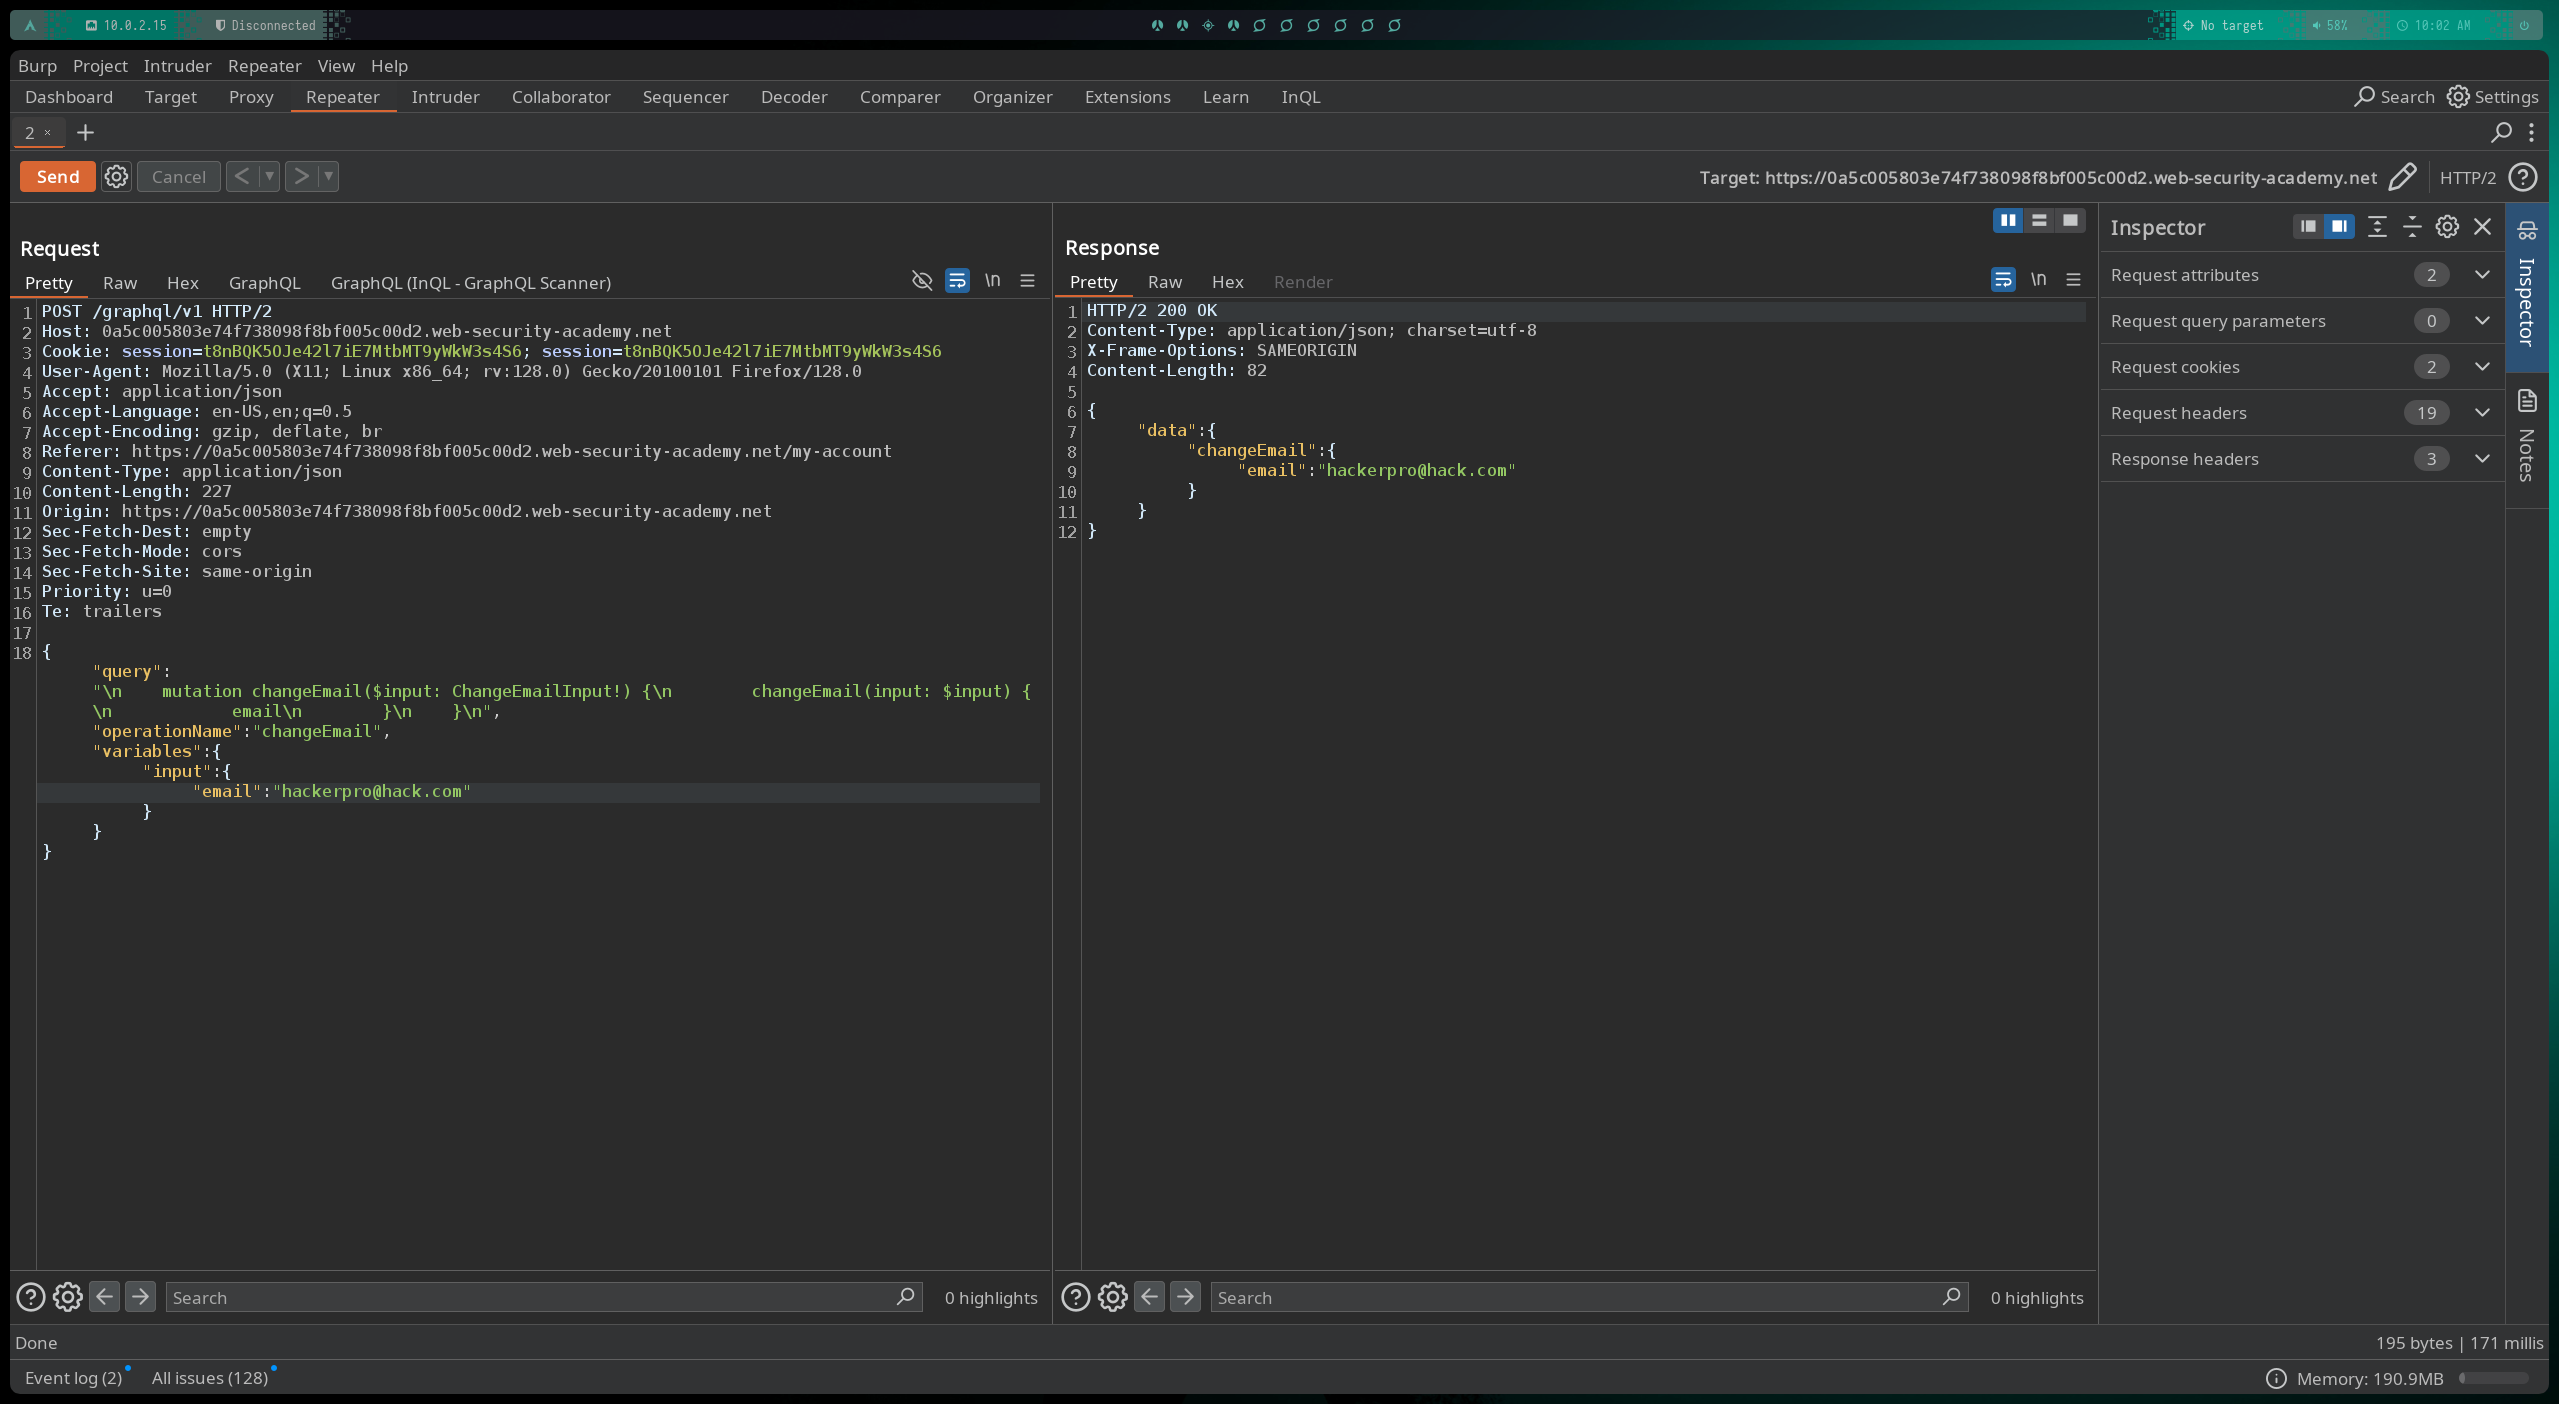 10.0.2.15 Disconnected No target 58% 10:02 AM
Burp Project Intruder Repeater View Help
Dashboard Target Proxy Repeater Intruder Collaborator Sequencer Decoder Comparer Organizer Extensions Learn InQL Search Settings
2 × +
Send Cancel < > Target: https://0a5c005803e74f738098f8bf005c00d2.web-security-academy.net HTTP/2
Request
Pretty Raw Hex GraphQL GraphQL (InQL - GraphQL Scanner) \n
1 POST /graphql/v1 HTTP/2
2 Host: 0a5c005803e74f738098f8bf005c00d2.web-security-academy.net
3 Cookie: session=t8nBQK5OJe42l7iE7MtbMT9yWkW3s4S6; session=t8nBQK5OJe42l7iE7MtbMT9yWkW3s4S6
4 User-Agent: Mozilla/5.0 (X11; Linux x86_64; rv:128.0) Gecko/20100101 Firefox/128.0
5 Accept: application/json
6 Accept-Language: en-US,en;q=0.5
7 Accept-Encoding: gzip, deflate, br
8 Referer: https://0a5c005803e74f738098f8bf005c00d2.web-security-academy.net/my-account
9 Content-Type: application/json
10 Content-Length: 227
11 Origin: https://0a5c005803e74f738098f8bf005c00d2.web-security-academy.net
12 Sec-Fetch-Dest: empty
13 Sec-Fetch-Mode: cors
14 Sec-Fetch-Site: same-origin
15 Priority: u=0
16 Te: trailers
17
18 {
"query":
"\n    mutation changeEmail($input: ChangeEmailInput!) {\n        changeEmail(input: $input) {
\n            email\n        }\n    }\n",
"operationName":"changeEmail",
"variables":{
"input":{
"email":"hackerpro@hack.com"
}
}
}
Search 0 highlights
Response
Pretty Raw Hex Render \n
1 HTTP/2 200 OK
2 Content-Type: application/json; charset=utf-8
3 X-Frame-Options: SAMEORIGIN
4 Content-Length: 82
5
6 {
7 "data":{
8 "changeEmail":{
9 "email":"hackerpro@hack.com"
10 }
11 }
12 }
Search 0 highlights
Inspector
Request attributes 2
Request query parameters 0
Request cookies 2
Request headers 19
Response headers 3
Inspector
Notes
Done 195 bytes | 171 millis
Event log (2) All issues (128) Memory: 190.9MB